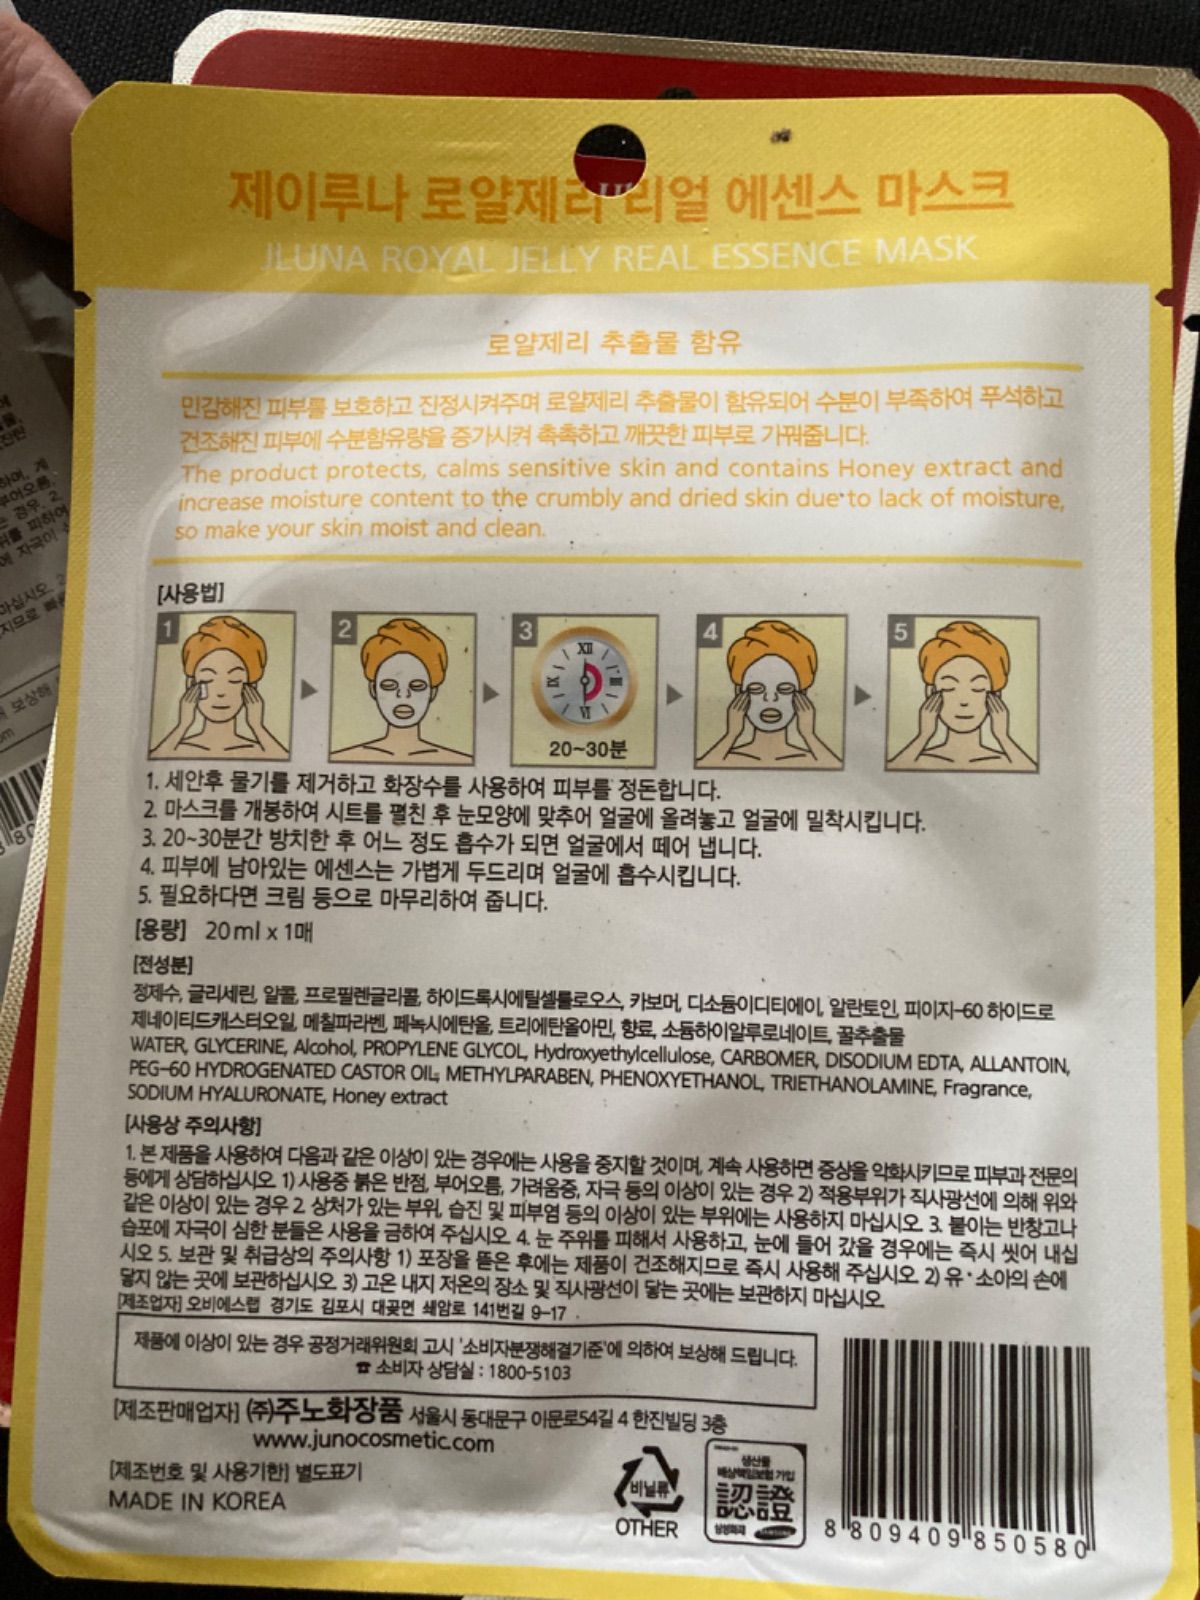 제이루나 로얄제리 리얼 에센스 마스크
JLUNA ROYAL JELLY REAL ESSENCE MASK
로얄제리 추출물 함유
민감해진 피부를 보호하고 진정시켜주며 로얄제리 추출물이 함유되어 수분이 부족하여 푸석하고
건조해진 피부에 수분함유량을 증가시켜 촉촉하고 깨끗한 피부로 가꿔줍니다.
The product protects, calms sensitive skin and contains Honey extract and
increase moisture content to the crumbly and dried skin due to lack of moisture,
so make your skin moist and clean.
[사용법]
1 2 3 4 5
XII III VI IX
20~30분
1. 세안후 물기를 제거하고 화장수를 사용하여 피부를 정돈합니다.
2. 마스크를 개봉하여 시트를 펼친 후 눈모양에 맞추어 얼굴에 올려놓고 얼굴에 밀착시킵니다.
3. 20~30분간 방치한 후 어느 정도 흡수가 되면 얼굴에서 떼어 냅니다.
4. 피부에 남아있는 에센스는 가볍게 두드리며 얼굴에 흡수시킵니다.
5. 필요하다면 크림 등으로 마무리하여 줍니다.
[용량] 20ml x 1매
[전성분]
정제수, 글리세린, 알콜, 프로필렌글리콜, 하이드록시에틸셀룰로오스, 카보머, 디소듐이디티에이, 알란토인, 피이지-60 하이드로
제네이티드캐스터오일, 메칠파라벤, 페녹시에탄올, 트리에탄올아민, 향료, 소듐하이알루로네이트, 꿀추출물
WATER, GLYCERINE, Alcohol, PROPYLENE GLYCOL, Hydroxyethylcellulose, CARBOMER, DISODIUM EDTA, ALLANTOIN,
PEG-60 HYDROGENATED CASTOR OIL, METHYLPARABEN, PHENOXYETHANOL, TRIETHANOLAMINE, Fragrance,
SODIUM HYALURONATE, Honey extract
[사용상 주의사항]
1. 본 제품을 사용하여 다음과 같은 이상이 있는 경우에는 사용을 중지할 것이며, 계속 사용하면 증상을 악화시키므로 피부과 전문의
등에게 상담하십시오. 1) 사용중 붉은 반점, 부어오름, 가려움증, 자극 등의 이상이 있는 경우 2) 적용부위가 직사광선에 의해 위와
같은 이상이 있는 경우 2. 상처가 있는 부위, 습진 및 피부염 등의 이상이 있는 부위에는 사용하지 마십시오. 3. 붙이는 반창고나
습포에 자극이 심한 분들은 사용을 금하여 주십시오. 4. 눈 주위를 피해서 사용하고, 눈에 들어 갔을 경우에는 즉시 씻어 내십
시오 5. 보관 및 취급상의 주의사항 1) 포장을 뜯은 후에는 제품이 건조해지므로 즉시 사용해 주십시오. 2) 유·소아의 손에
닿지 않는 곳에 보관하십시오. 3) 고온 내지 저온의 장소 및 직사광선이 닿는 곳에는 보관하지 마십시오.
[제조업자] 오비에스랩 경기도 김포시 대곶면 쇄암로 141번길 9-17
제품에 이상이 있는 경우 공정거래위원회 고시 '소비자분쟁해결기준'에 의하여 보상해 드립니다.
☎ 소비자 상담실 : 1800-5103
[제조판매업자] (주)주노화장품 서울시 동대문구 이문로54길 4 한진빌딩 3층
www.junocosmetic.com
[제조번호 및 사용기한] 별도표기
MADE IN KOREA
비닐류
OTHER
생산물
배상책임보험 가입
認證
삼성화재 SAMSUNG
8 809409 850580